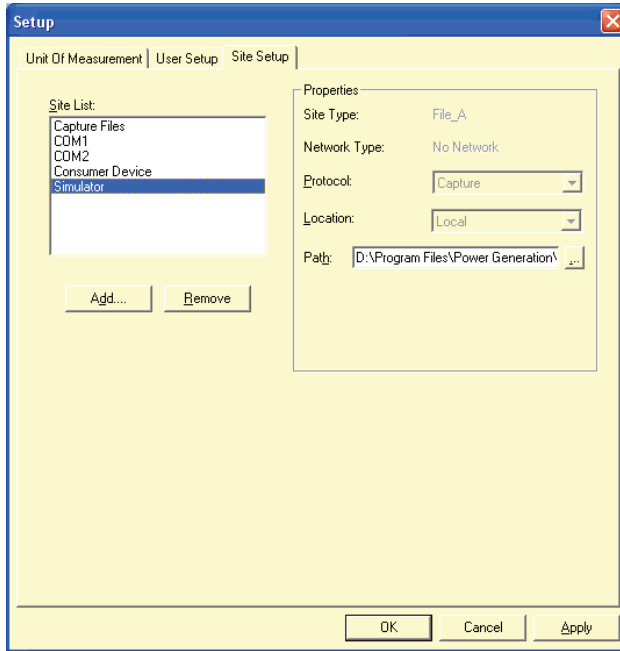 Setup
Unit Of Measurement User Setup Site Setup
Site List:
Capture Files
COM1
COM2
Consumer Device
Simulator
Add.... Remove
Properties
Site Type: File_A
Network Type: No Network
Protocol: Capture
Location: Local
Path: D:\Program Files\Power Generation\ ...
OK Cancel Apply